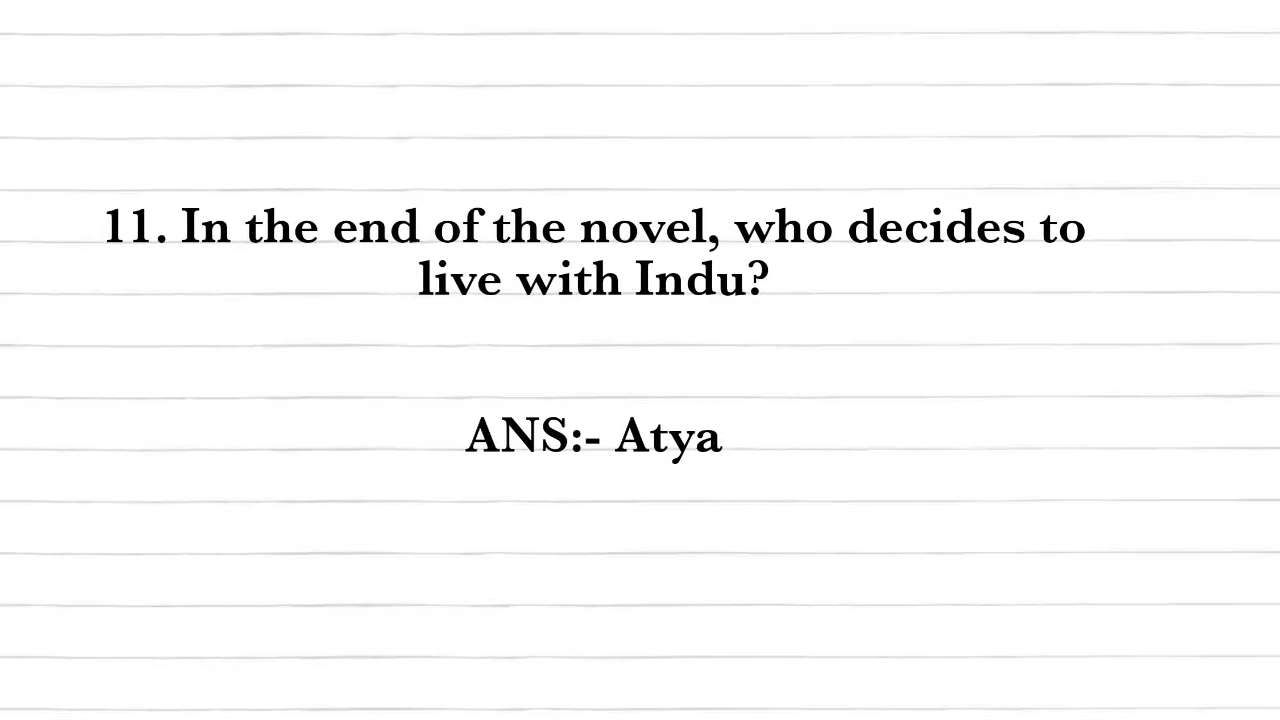 11. In the end of the novel, who decides to
live with Indu?
ANS:- Atya